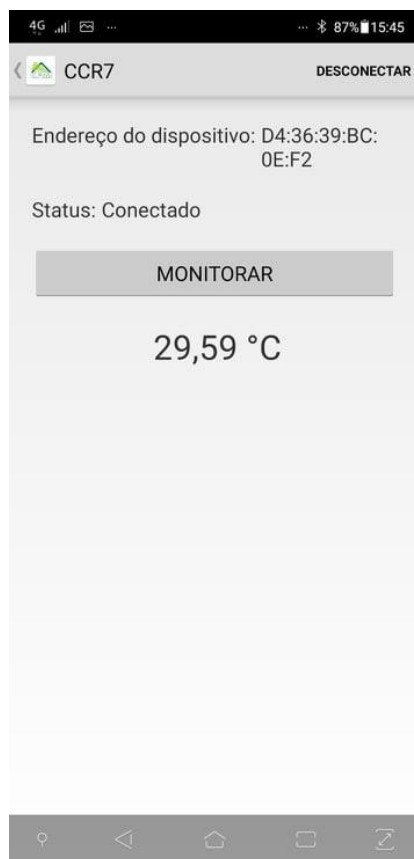 4G ... ... 87% 15:45
CCR7 DESCONECTAR
Endereço do dispositivo: D4:36:39:BC:
0E:F2
Status: Conectado
MONITORAR
29,59 °C